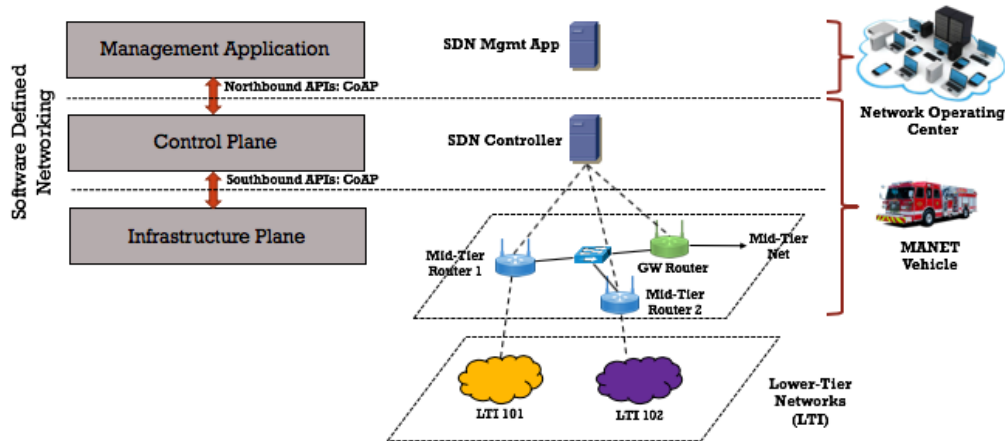 Software Defined
Networking
Management Application
Northbound APIs: CoAP
Control Plane
Southbound APIs: CoAP
Infrastructure Plane
SDN Mgmt App
SDN Controller
Mid-Tier
Router 1
GW Router
Mid-Tier
Net
Mid-Tier
Router 2
LTI 101
LTI 102
Lower-Tier
Networks
(LTI)
Network Operating
Center
MANET
Vehicle